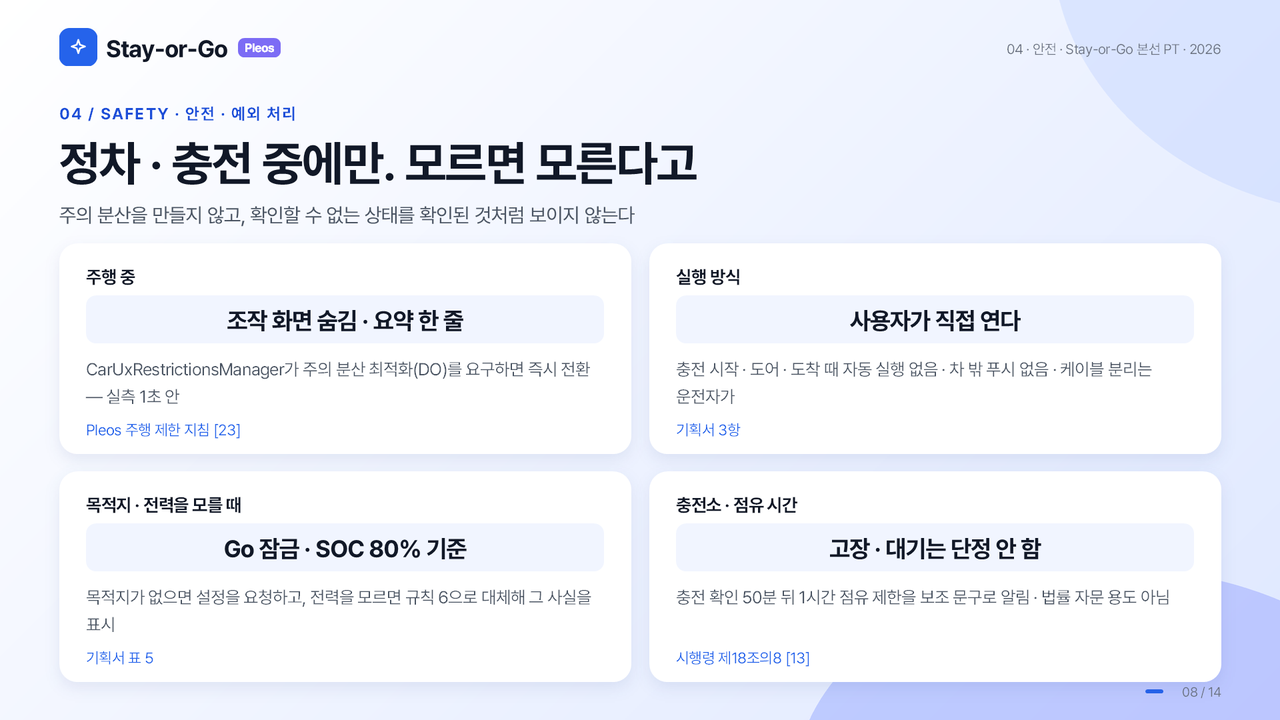 Stay-or-Go Pleos
04 · 안전 · Stay-or-Go 본선 PT · 2026
04 / SAFETY · 안전 · 예외 처리
정차 · 충전 중에만. 모르면 모른다고
주의 분산을 만들지 않고, 확인할 수 없는 상태를 확인된 것처럼 보이지 않는다
주행 중
조작 화면 숨김 · 요약 한 줄
CarUxRestrictionsManager가 주의 분산 최적화(DO)를 요구하면 즉시 전환
— 실측 1초 안
Pleos 주행 제한 지침 [23]
실행 방식
사용자가 직접 연다
충전 시작 · 도어 · 도착 때 자동 실행 없음 · 차 밖 푸시 없음 · 케이블 분리는
운전자가
기획서 3항
목적지 · 전력을 모를 때
Go 잠금 · SOC 80% 기준
목적지가 없으면 설정을 요청하고, 전력을 모르면 규칙 6으로 대체해 그 사실을
표시
기획서 표 5
충전소 · 점유 시간
고장 · 대기는 단정 안 함
충전 확인 50분 뒤 1시간 점유 제한을 보조 문구로 알림 · 법률 자문 용도 아님
시행령 제18조의8 [13]
08 / 14